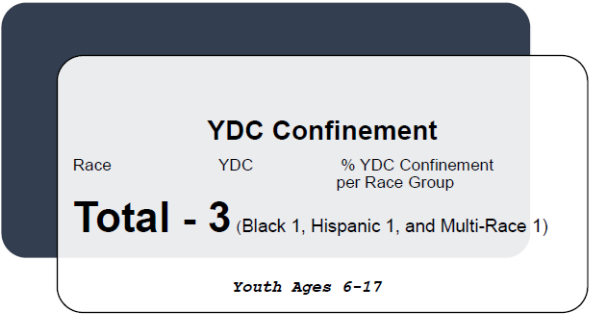 YDC Confinement
Race YDC % YDC Confinement
per Race Group
Total - 3 (Black 1, Hispanic 1, and Multi-Race 1)
Youth Ages 6-17